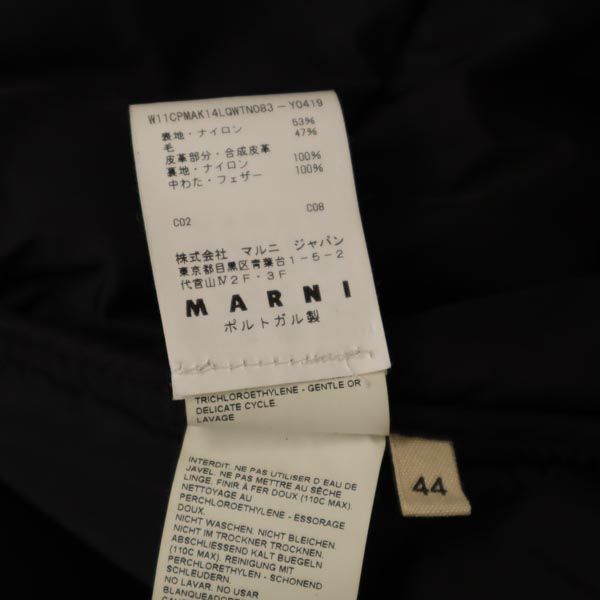 W11CPMAK14LQWTN083-Y0419
表地・ナイロン 53%
毛 47%
皮革部分・合成皮革
裏地・ナイロン 100%
中わた・フェザー 100%
C02 C08
株式会社 マルニ ジャパン
東京都目黒区青葉台1-5-2
代官山Ⅳ2F・3F
MARNI
ポルトガル製
TRICHLOROETHYLENE - GENTLE OR
DELICATE CYCLE.
LAVAGE
INTERDIT. NE PAS UTILISER D EAU DE
JAVEL. NE PAS METTRE AU SÈCHE
LINGE, FINIR À FER DOUX (110C MAX).
NETTOYAGE AU
PERCHLOROETHYLENE - ESSORAGE
DOUX.
NICHT WASCHEN. NICHT BLEICHEN.
NICHT IM TROCKNER TROCKNEN.
ABSCHLIESSEND KALT BUEGELN
(110C MAX). REINIGUNG MIT
PERCHLORETHYLEN - SCHONEND
SCHLEUDERN.
NO LAVAR. NO USAR
44